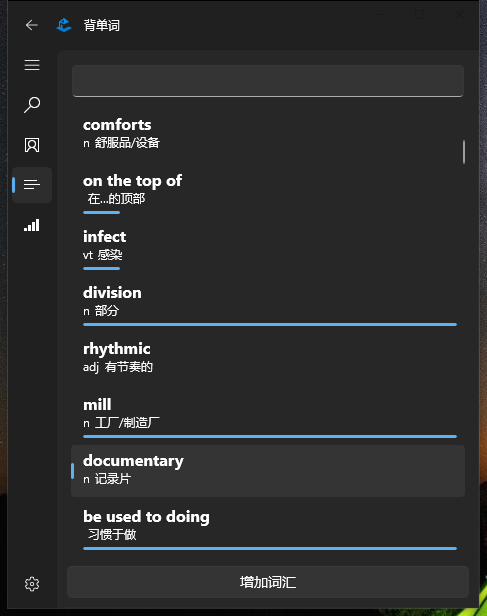 背单词
comforts
n 舒服品/设备
on the top of
在...的顶部
infect
vt 感染
division
n 部分
rhythmic
adj 有节奏的
mill
n 工厂/制造厂
documentary
n 记录片
be used to doing
习惯于做
增加词汇